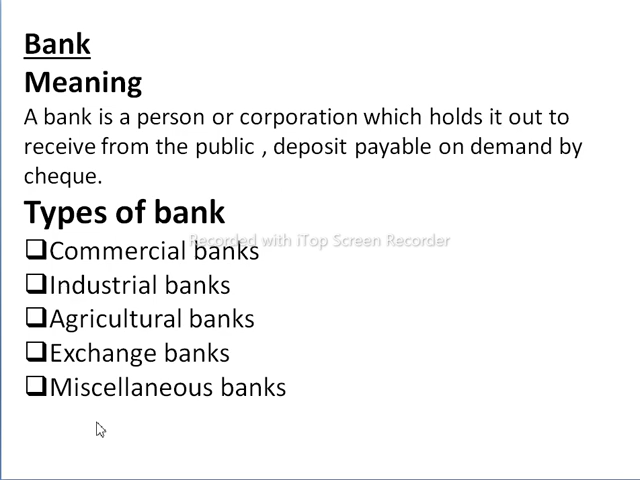 Bank
Meaning
A bank is a person or corporation which holds it out to
receive from the public , deposit payable on demand by
cheque.
Types of bank
Recorded with iTop Screen Recorder
❑Commercial banks
❑Industrial banks
❑Agricultural banks
❑Exchange banks
❑Miscellaneous banks